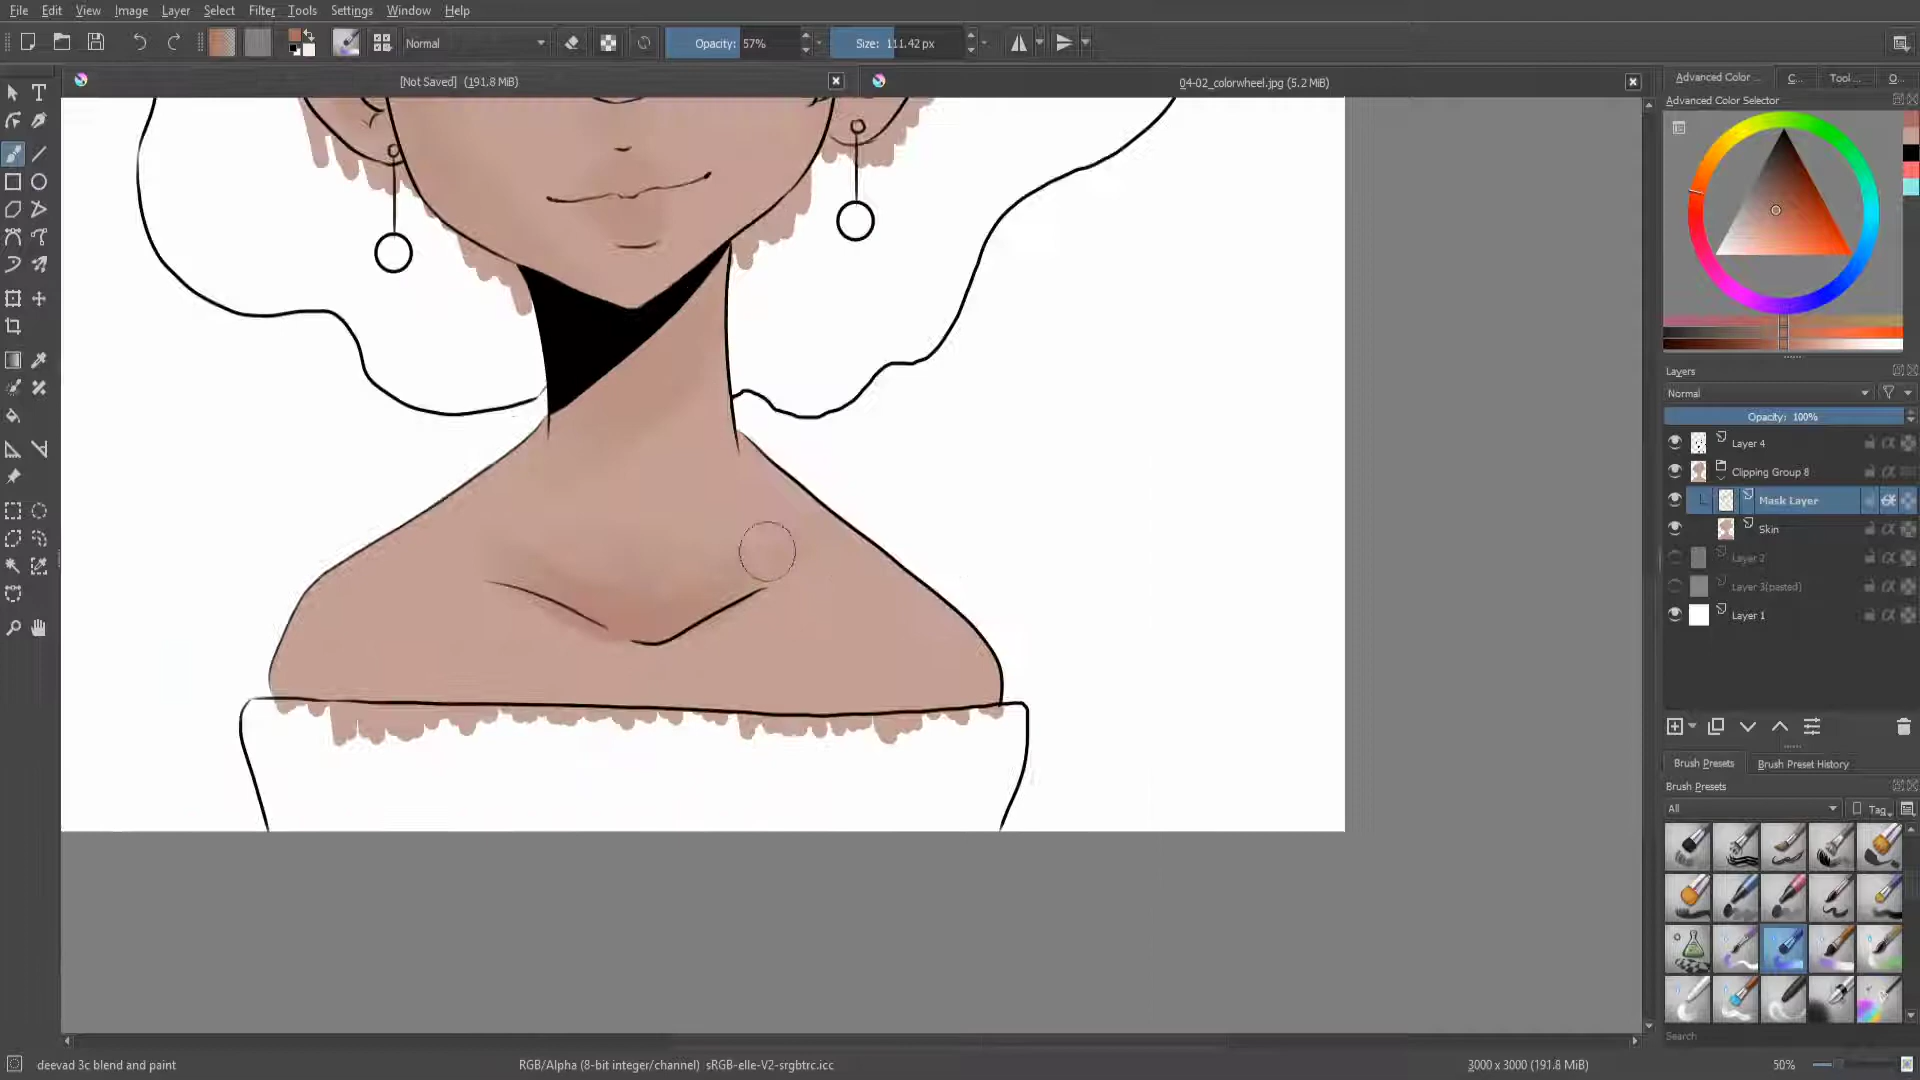 File Edit View Image Layer Select Filter Tools Settings Window Help
Normal Opacity: 57% Size: 111.42 px
[Not Saved] (191.8 MiB) 04-02_colorwheel.jpg (5.2 MiB)
Advanced Color ... C... Tool ... O...
Advanced Color Selector
Layers
Normal
Opacity: 100%
Layer 4
Clipping Group 8
Mask Layer
Skin
Layer 2
Layer 3(pasted)
Layer 1
Brush Presets Brush Preset History
Brush Presets
All Tag
Search
deevad 3c blend and paint RGB/Alpha (8-bit integer/channel) sRGB-elle-V2-srgbtrc.icc 3000 x 3000 (191.8 MiB) 50%